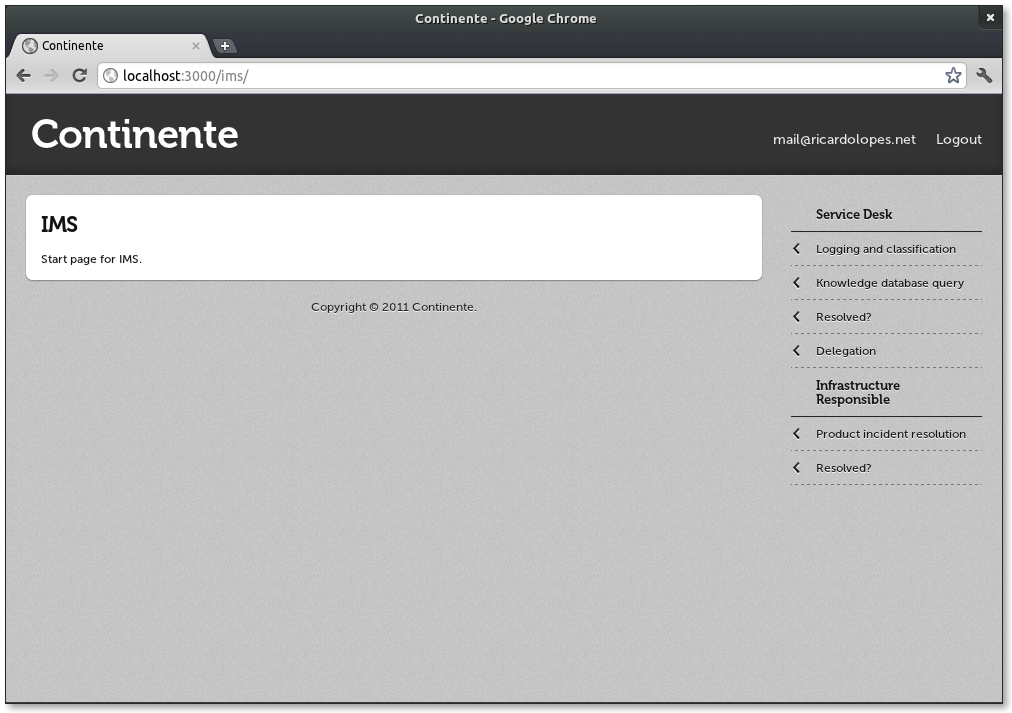 Continente - Google Chrome
Continente
localhost:3000/ims/
Continente
mail@ricardolopes.net Logout
IMS
Start page for IMS.
Copyright © 2011 Continente.
Service Desk
Logging and classification
Knowledge database query
Resolved?
Delegation
Infrastructure
Responsible
Product incident resolution
Resolved?